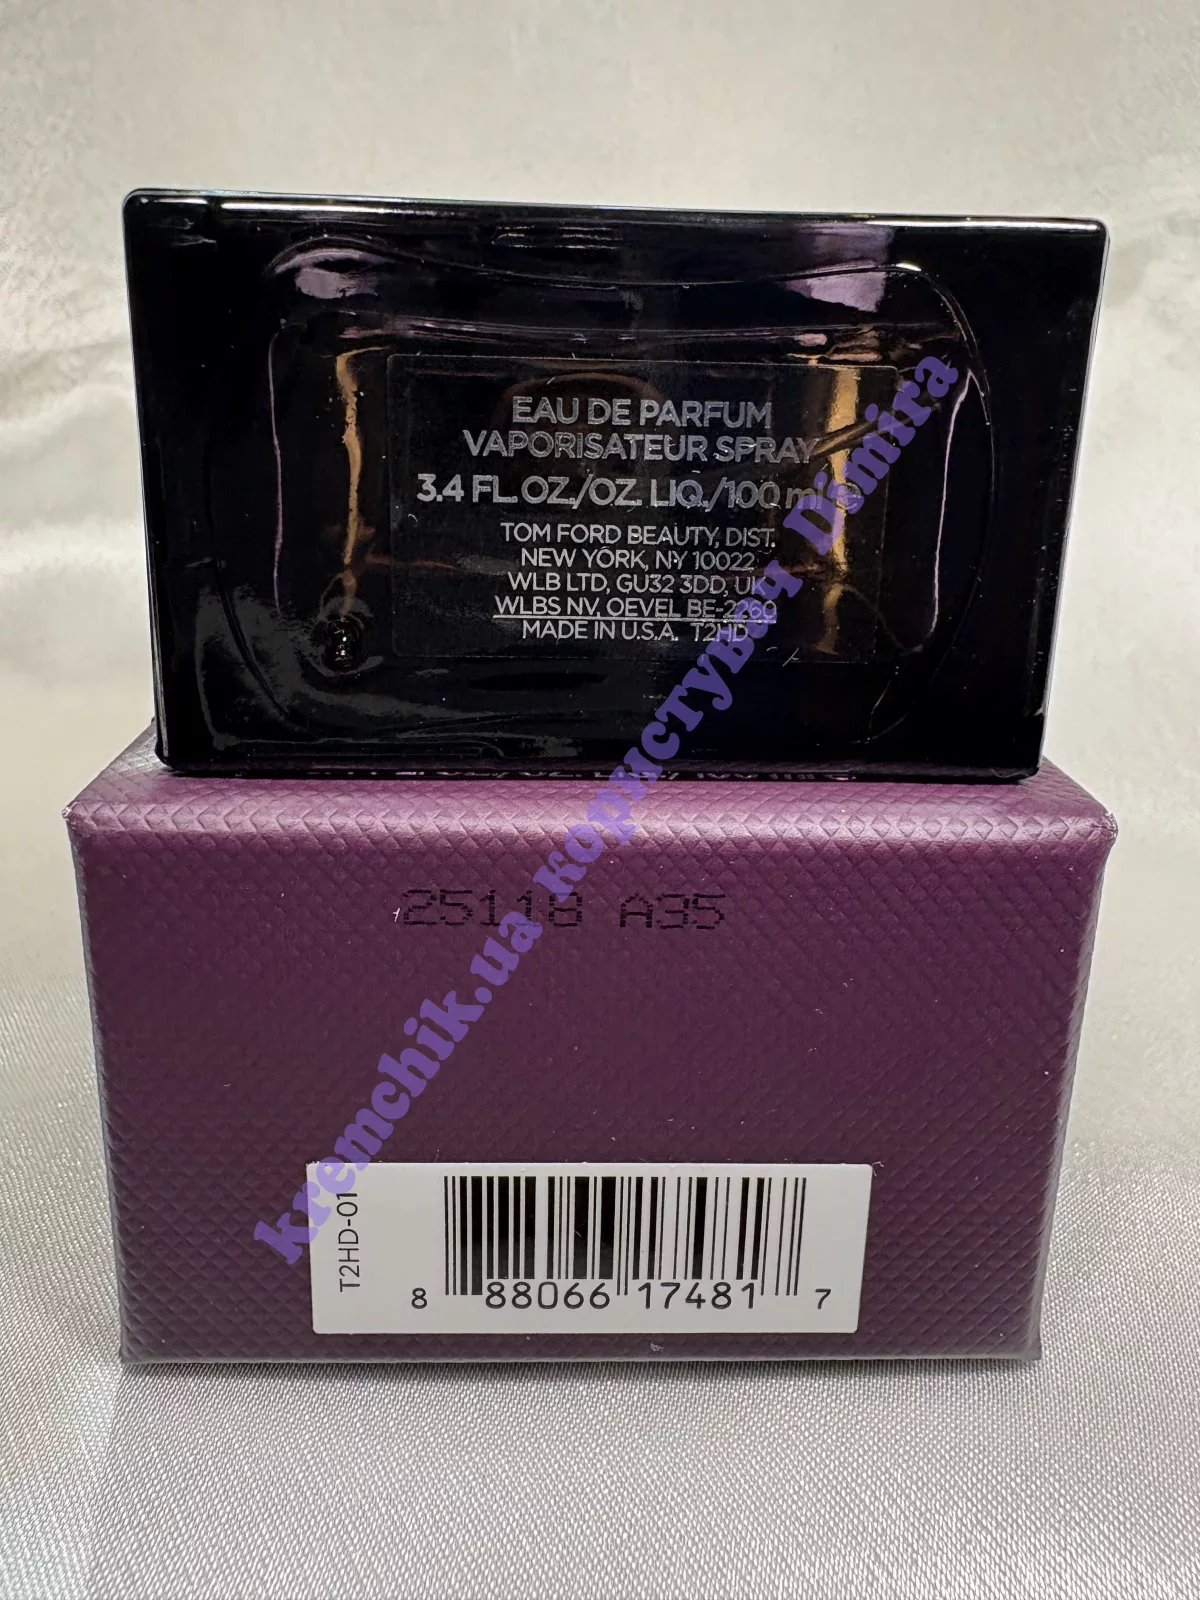 EAU DE PARFUM
VAPORISATEUR SPRAY
3.4 FL.OZ./OZ. LIQ./100 ml ℮
TOM FORD BEAUTY, DIST.
NEW YORK, NY 10022
WLB LTD, GU32 3DD, UK
WLBS NV, OEVEL BE-2260
MADE IN U.S.A. T2HD
25118 A35
T2HD-01
8 88066 17481 7
kremchik.ua користувач Dimira